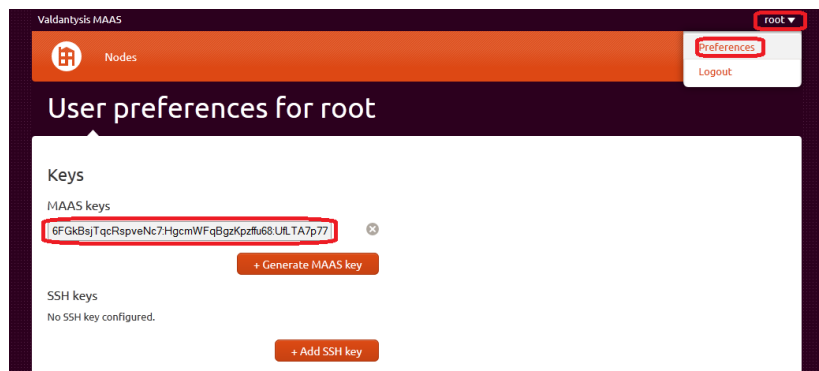 Valdantysis MAAS
root ▼
Nodes
Preferences
Logout
User preferences for root
Keys
MAAS keys
6FGkBsjTqcRspveNc7:HgcmWFqBgzKpzffu68:UfLTA7p77
+ Generate MAAS key
SSH keys
No SSH key configured.
+ Add SSH key